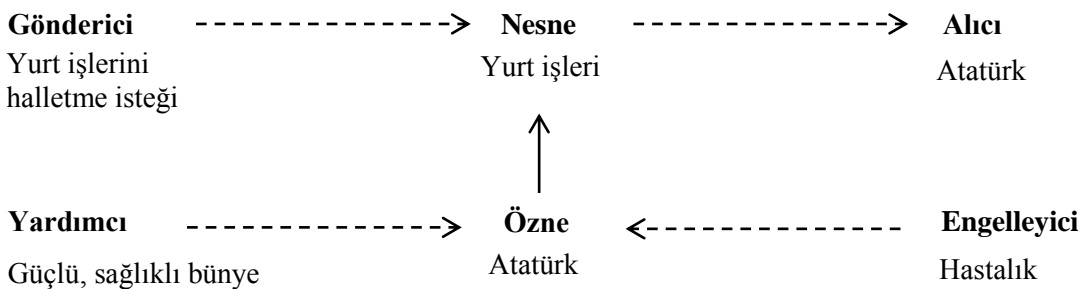 Gönderici
Yurt işlerini
halletme isteği
Nesne
Yurt işleri
Alıcı
Atatürk
Yardımcı
Güçlü, sağlıklı bünye
Özne
Atatürk
Engelleyici
Hastalık